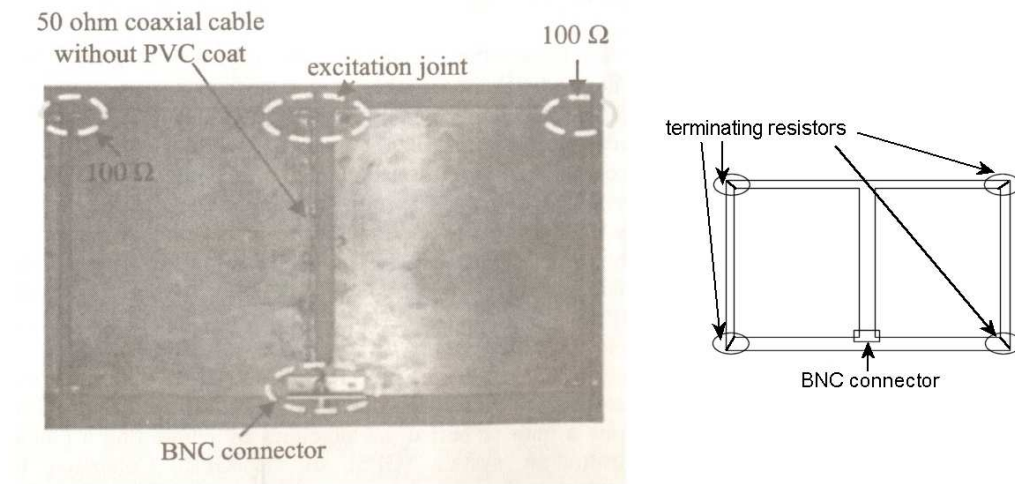 50 ohm coaxial cable
without PVC coat
excitation joint
100 Ω
100 Ω
BNC connector
terminating resistors
BNC connector